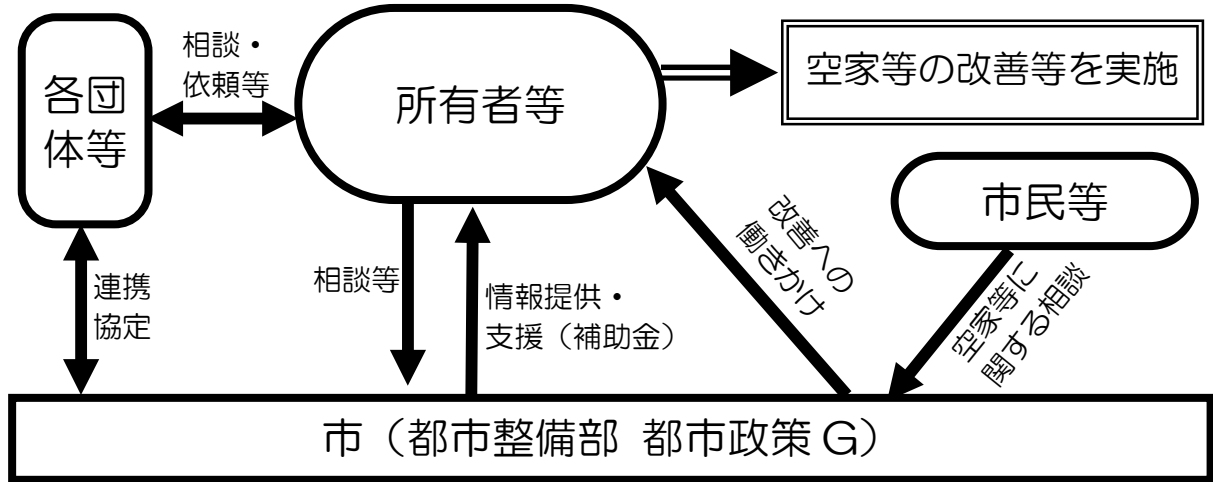 各団
体等
相談・
依頼等
所有者等
空家等の改善等を実施
市民等
連携
協定
相談等
情報提供・
支援（補助金）
改善への
働きかけ
空家等に
関する相談
市（都市整備部 都市政策G）